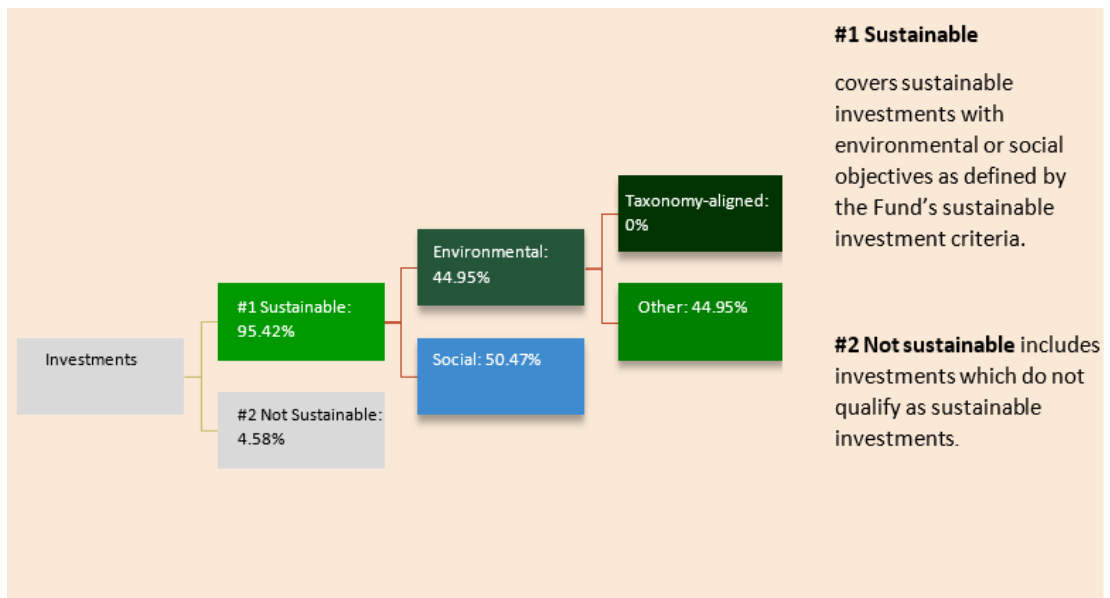 Investments
#1 Sustainable:
95.42%
#2 Not Sustainable:
4.58%
Environmental:
44.95%
Social: 50.47%
Taxonomy-aligned:
0%
Other: 44.95%
#1 Sustainable
covers sustainable
investments with
environmental or social
objectives as defined by
the Fund’s sustainable
investment criteria.
#2 Not sustainable includes
investments which do not
qualify as sustainable
investments.